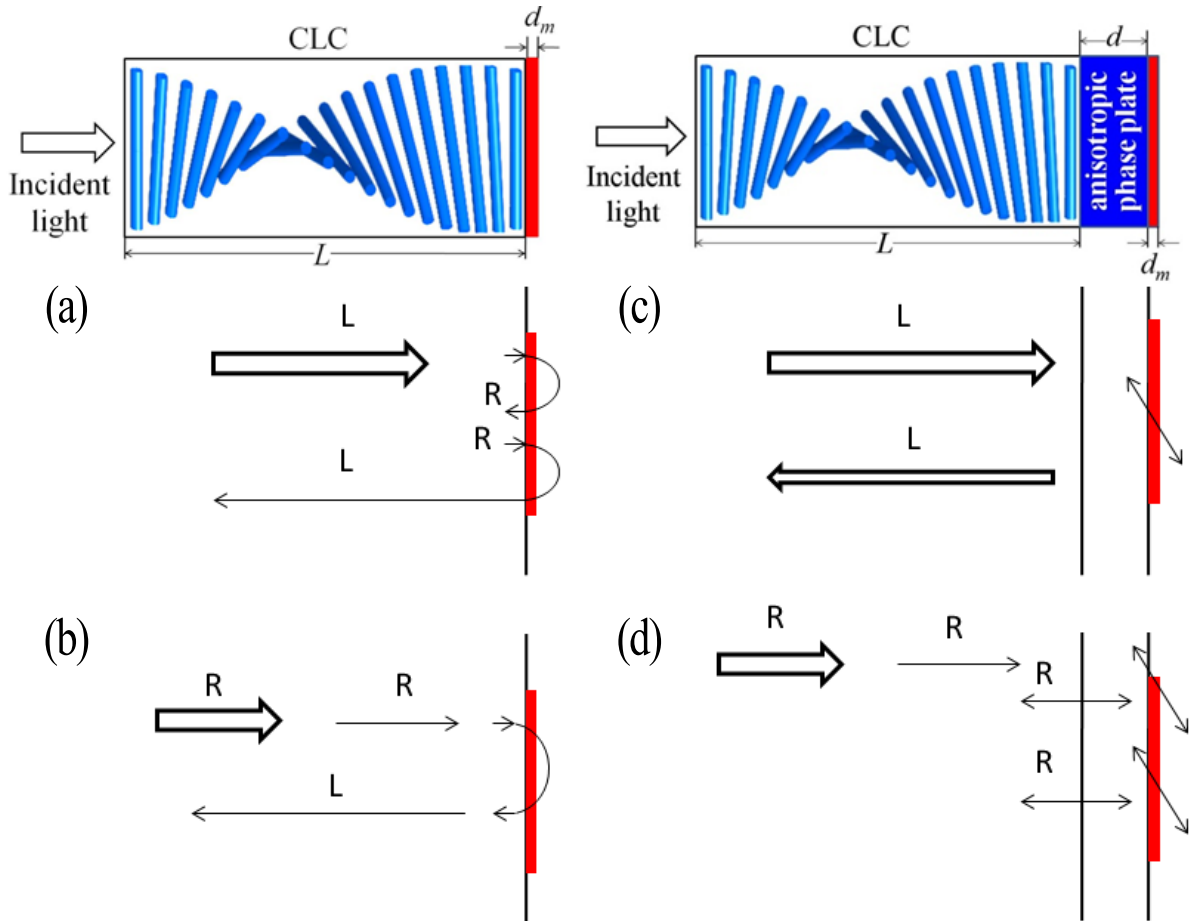 CLC
d_m
Incident
light
L
CLC
d
anisotropic
phase plate
Incident
light
L
d_m
(a)
L
R
R
L
(c)
L
L
(b)
R
R
L
(d)
R
R
R
R